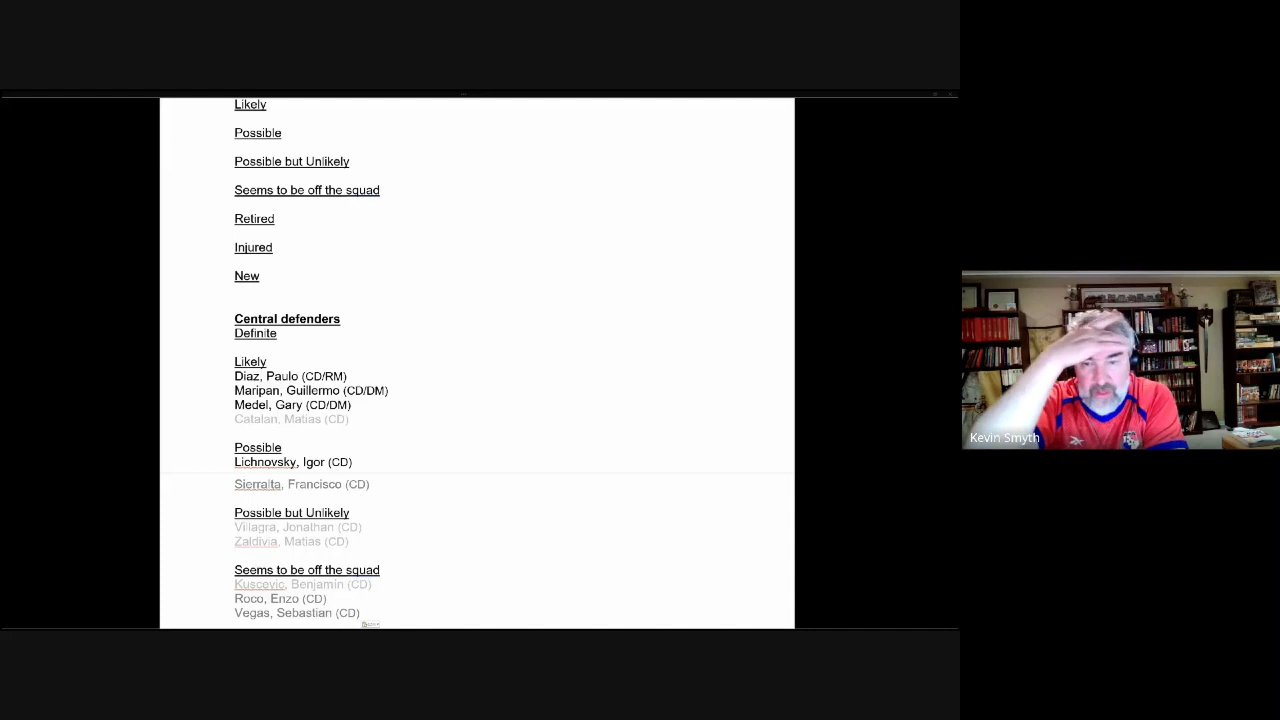 Likely
Possible
Possible but Unlikely
Seems to be off the squad
Retired
Injured
New
Central defenders
Definite
Likely
Diaz, Paulo (CD/RM)
Maripan, Guillermo (CD/DM)
Medel, Gary (CD/DM)
Catalan, Matias (CD)
Possible
Lichnovsky, Igor (CD)
Sierralta, Francisco (CD)
Possible but Unlikely
Villagra, Jonathan (CD)
Zaldivia, Matias (CD)
Seems to be off the squad
Kuscevic, Benjamin (CD)
Roco, Enzo (CD)
Vegas, Sebastian (CD)
Kevin Smyth